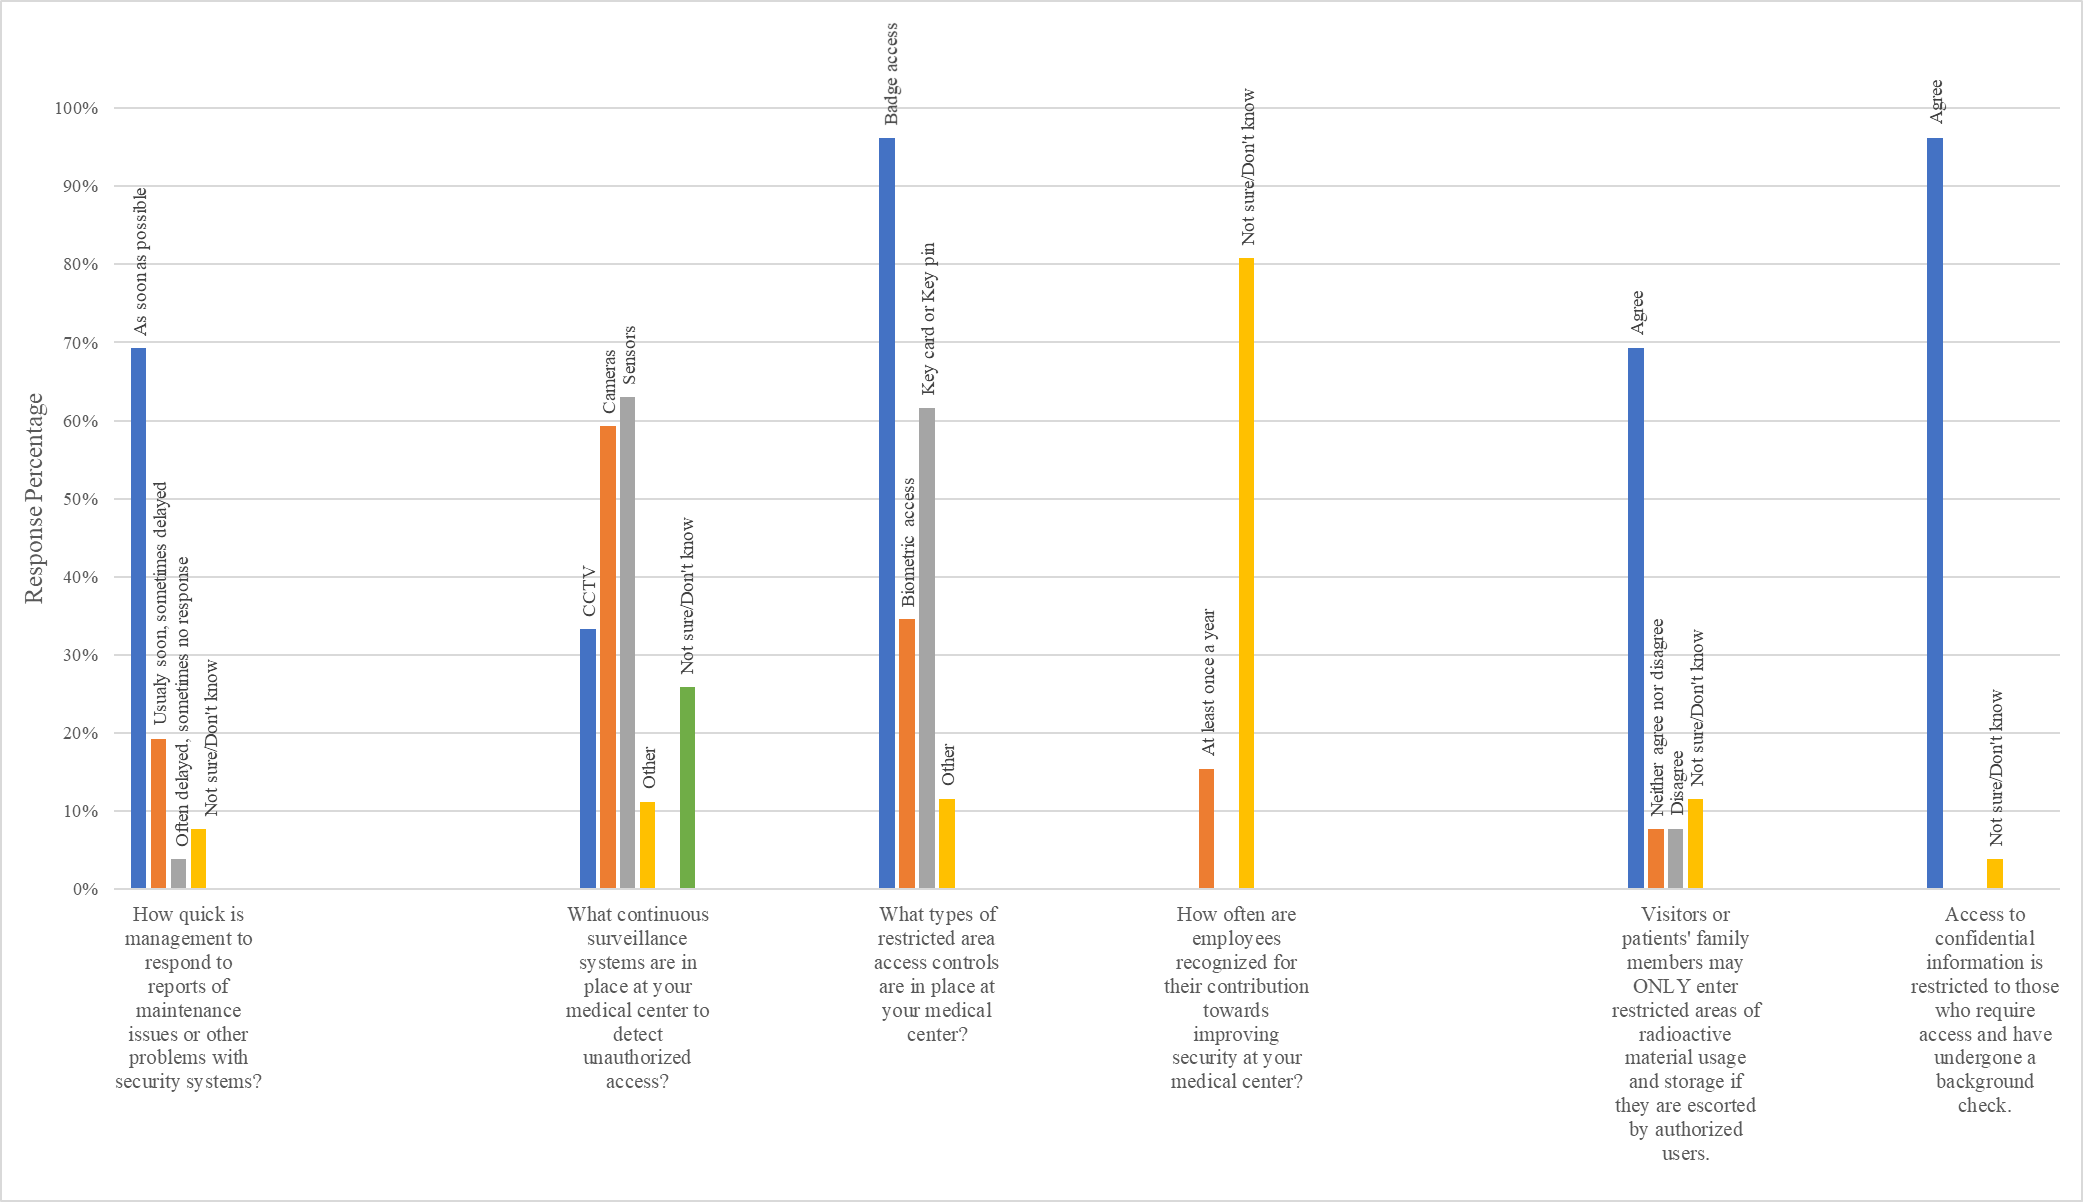 Response Percentage
100%
90%
80%
70%
60%
50%
40%
30%
20%
10%
0%
As soon as possible
Usualy soon, sometimes delayed
Often delayed, sometimes no response
Not sure/Don't know
CCTV
Cameras
Sensors
Other
Not sure/Don't know
Badge access
Biometric access
Key card or Key pin
Other
At least once a year
Not sure/Don't know
Agree
Neither agree nor disagree
Disagree
Not sure/Don't know
Agree
Not sure/Don't know
How quick is
management to
respond to
reports of
maintenance
issues or other
problems with
security systems?
What continuous
surveillance
systems are in
place at your
medical center to
detect
unauthorized
access?
What types of
restricted area
access controls
are in place at
your medical
center?
How often are
employees
recognized for
their contribution
towards
improving
security at your
medical center?
Visitors or
patients' family
members may
ONLY enter
restricted areas of
radioactive
material usage
and storage if
they are escorted
by authorized
users.
Access to
confidential
information is
restricted to those
who require
access and have
undergone a
background
check.